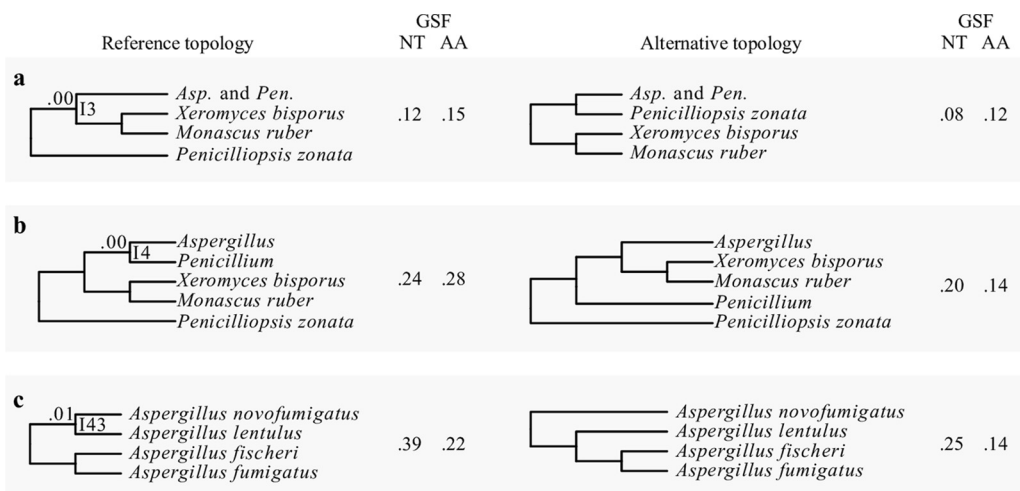 GSF GSF
Reference topology NT AA Alternative topology NT AA
a
.00 I3 Asp. and Pen. Asp. and Pen.
Xeromyces bisporus .12 .15 Penicilliopsis zonata .08 .12
Monascus ruber Xeromyces bisporus
Penicilliopsis zonata Monascus ruber
b
.00 I4 Aspergillus Aspergillus
Penicillium Xeromyces bisporus
Xeromyces bisporus .24 .28 Monascus ruber .20 .14
Monascus ruber Penicillium
Penicilliopsis zonata Penicilliopsis zonata
c
.01 I43 Aspergillus novofumigatus Aspergillus novofumigatus
Aspergillus lentulus .39 .22 Aspergillus lentulus .25 .14
Aspergillus fischeri Aspergillus fischeri
Aspergillus fumigatus Aspergillus fumigatus